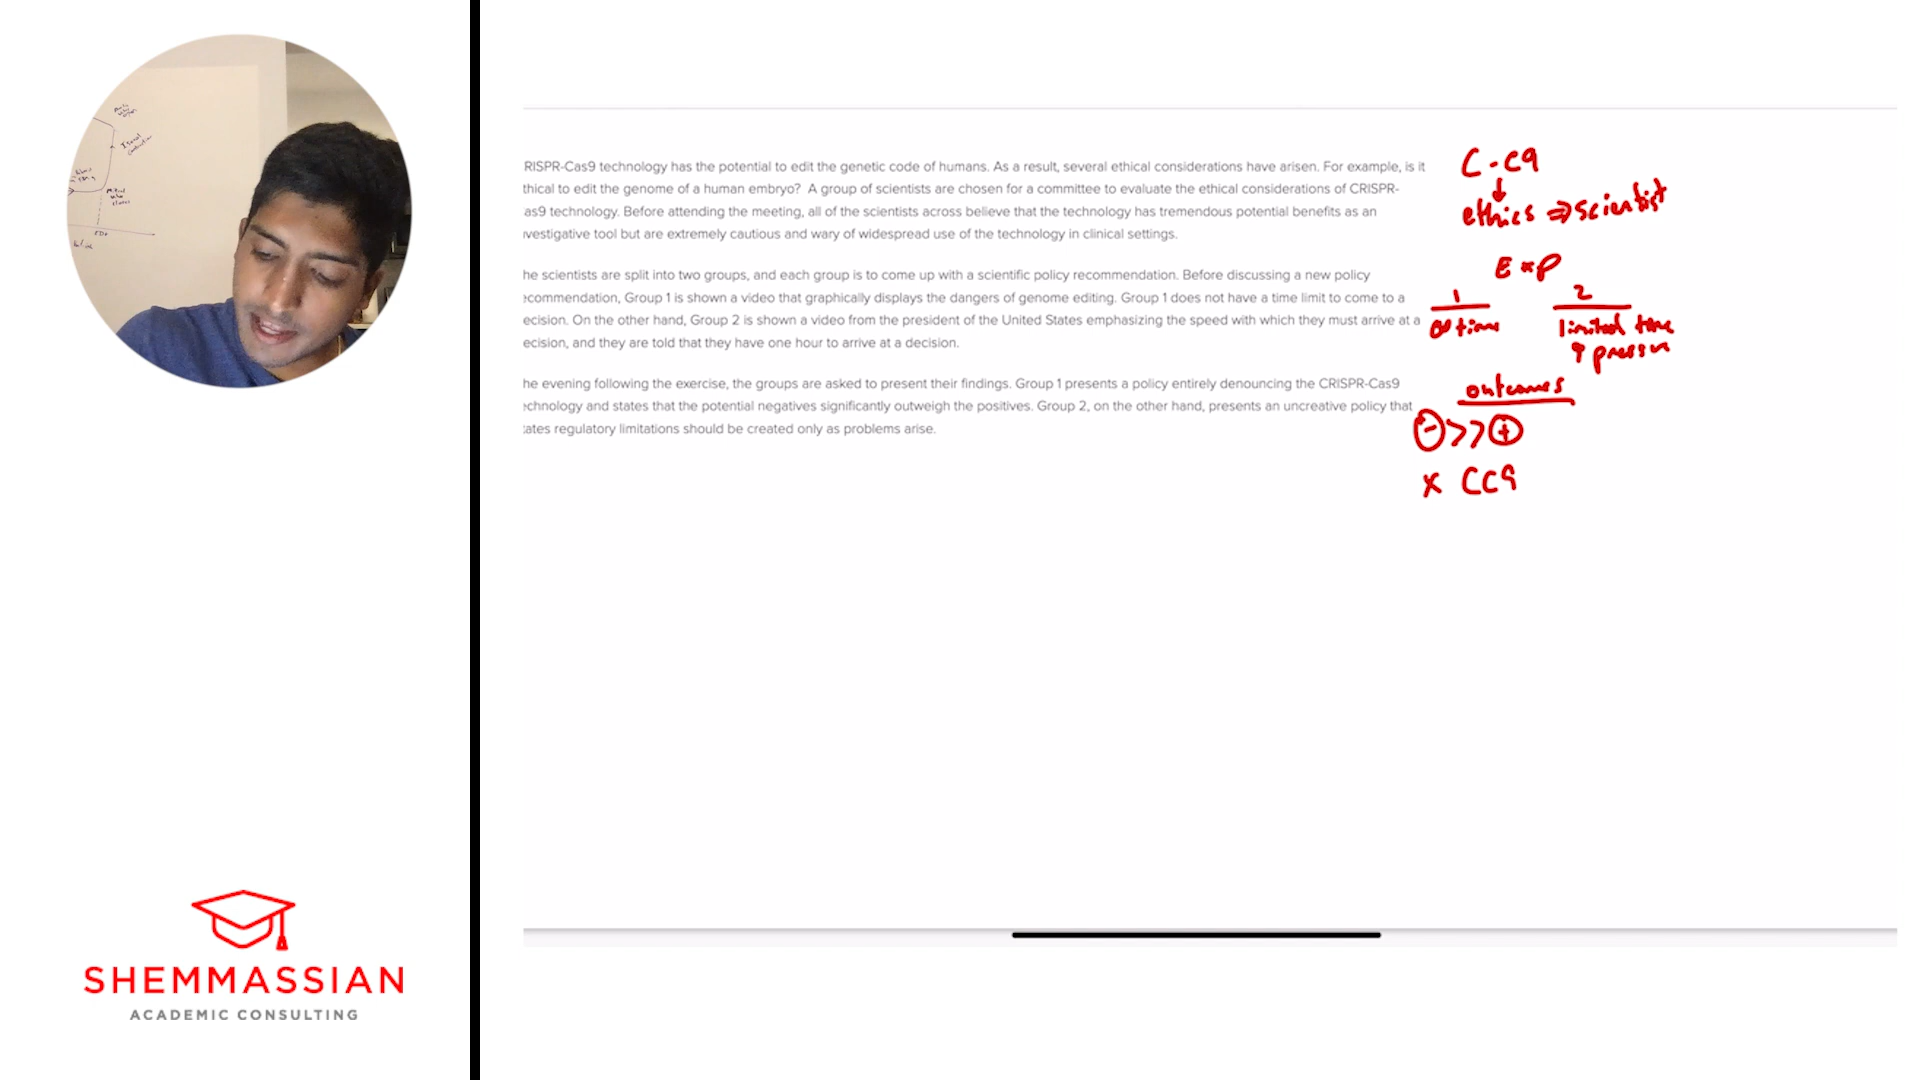 RISPR-Cas9 technology has the potential to edit the genetic code of humans. As a result, several ethical considerations have arisen. For example, is it
thical to edit the genome of a human embryo? A group of scientists are chosen for a committee to evaluate the ethical considerations of CRISPR-
as9 technology. Before attending the meeting, all of the scientists across believe that the technology has tremendous potential benefits as an
nvestigative tool but are extremely cautious and wary of widespread use of the technology in clinical settings.
he scientists are split into two groups, and each group is to come up with a scientific policy recommendation. Before discussing a new policy
ecommendation, Group 1 is shown a video that graphically displays the dangers of genome editing. Group 1 does not have a time limit to come to a
ecision. On the other hand, Group 2 is shown a video from the president of the United States emphasizing the speed with which they must arrive at a
ecision, and they are told that they have one hour to arrive at a decision.
he evening following the exercise, the groups are asked to present their findings. Group 1 presents a policy entirely denouncing the CRISPR-Cas9
echnology and states that the potential negatives significantly outweigh the positives. Group 2, on the other hand, presents an uncreative policy that
tates regulatory limitations should be created only as problems arise.
C-C9
↓
ethics ⇒ scientist
Exp
1 2
∞ time limited time
↑ pressure
outcomes
⊖ >> ⊕
x CC9
SHEMMASSIAN
ACADEMIC CONSULTING